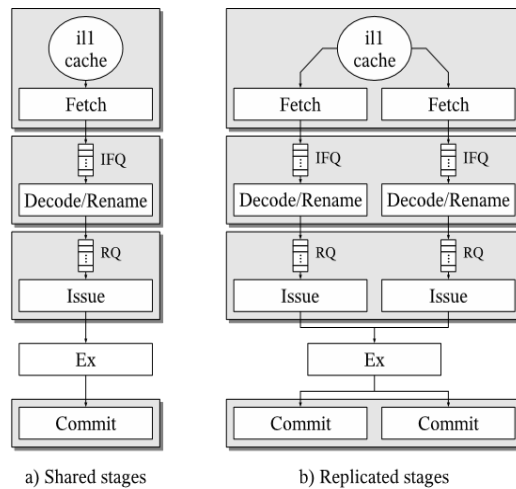 il1
cache
Fetch
IFQ
Decode/Rename
RQ
Issue
Ex
Commit
a) Shared stages
il1
cache
Fetch
Fetch
IFQ
IFQ
Decode/Rename
Decode/Rename
RQ
RQ
Issue
Issue
Ex
Commit
Commit
b) Replicated stages